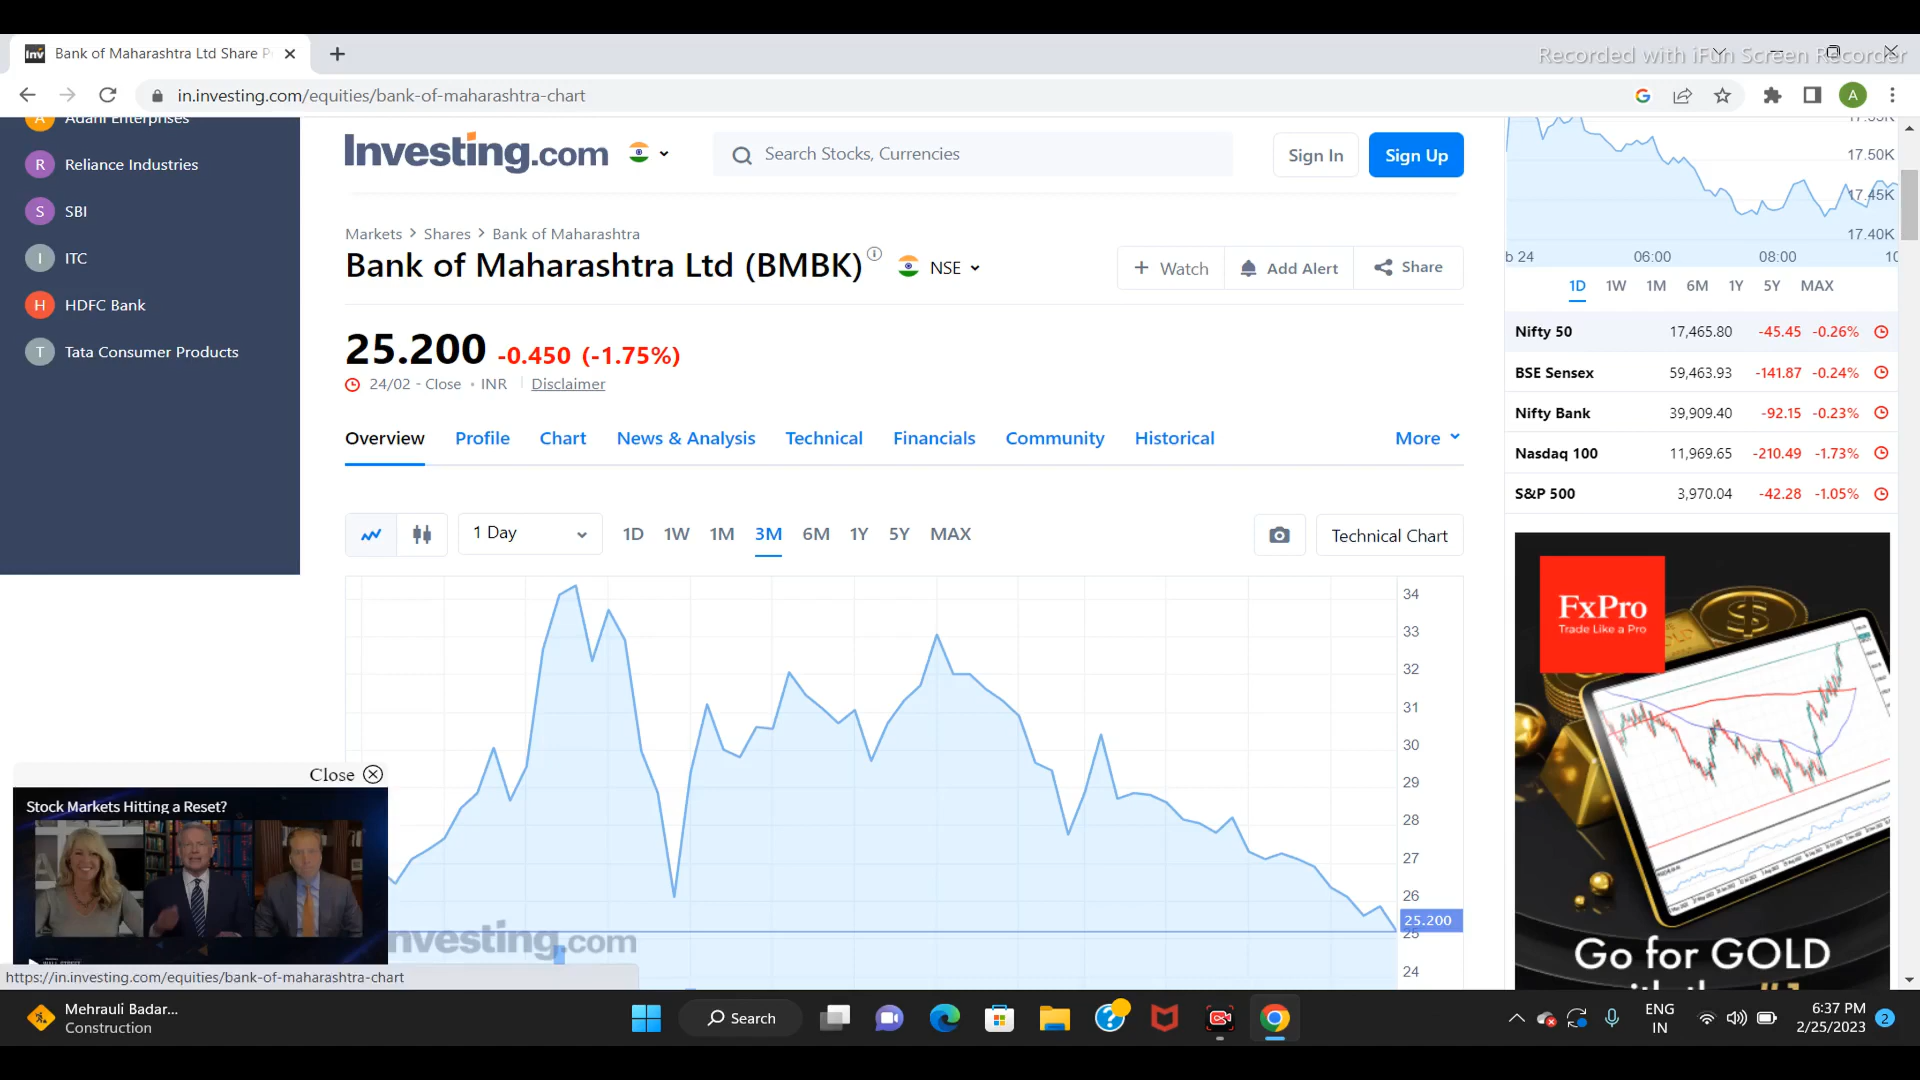 Bank of Maharashtra Ltd Share P
Recorded with iFun Screen Recorder
in.investing.com/equities/bank-of-maharashtra-chart
A
Adani Enterprises
R Reliance Industries
S SBI
I ITC
H HDFC Bank
T Tata Consumer Products
Investing.com
Search Stocks, Currencies
Sign In
Sign Up
Markets > Shares > Bank of Maharashtra
Bank of Maharashtra Ltd (BMBK)
NSE
+ Watch
Add Alert
Share
25.200 -0.450 (-1.75%)
24/02 - Close • INR
Disclaimer
Overview Profile Chart News & Analysis Technical Financials Community Historical More
1 Day
1D 1W 1M 3M 6M 1Y 5Y MAX
Technical Chart
34
33
32
31
30
29
28
27
26
25.200
25
24
Investing.com
17.50K
17.45K
17.40K
b 24 06:00 08:00 10
1D 1W 1M 6M 1Y 5Y MAX
Nifty 50 17,465.80 -45.45 -0.26%
BSE Sensex 59,463.93 -141.87 -0.24%
Nifty Bank 39,909.40 -92.15 -0.23%
Nasdaq 100 11,969.65 -210.49 -1.73%
S&P 500 3,970.04 -42.28 -1.05%
FxPro
Trade Like a Pro
Go for GOLD
Close
Stock Markets Hitting a Reset?
https://in.investing.com/equities/bank-of-maharashtra-chart
Mehrauli Badar...
Construction
Search
ENG
IN
6:37 PM
2/25/2023
2